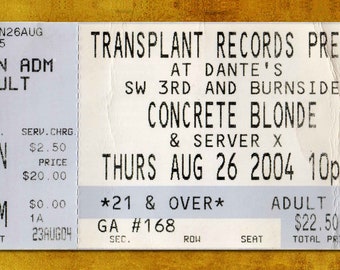 N26AUG
5
TRANSPLANT RECORDS PRE
N ADM
AT DANTE'S
ULT
SW 3RD AND BURNSIDE
CONCRETE BLONDE
SERV.CHRG
& SERVER X
$2.50
PRICE
THURS AUG 26 2004 10p
$20.00
*21 & OVER* ADULT
$0.00
1A
GA #168 $22.50
23AUG04
SEC. ROW SEAT TOTAL PR